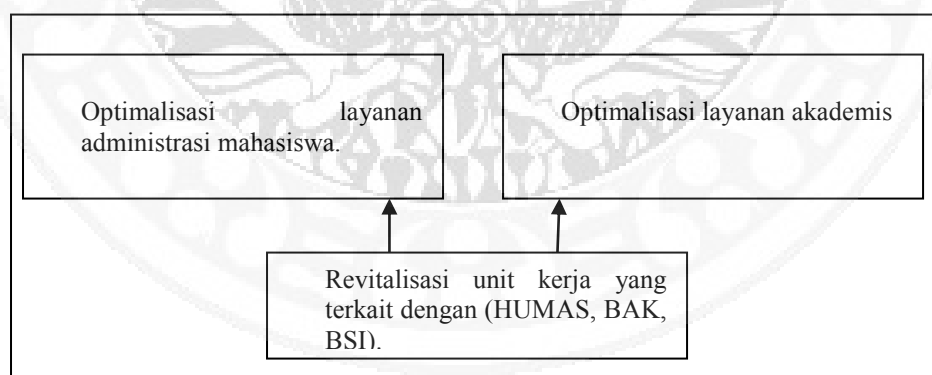 Optimalisasi layanan
administrasi mahasiswa.
Optimalisasi layanan akademis
Revitalisasi unit kerja yang
terkait dengan (HUMAS, BAK,
BSI).